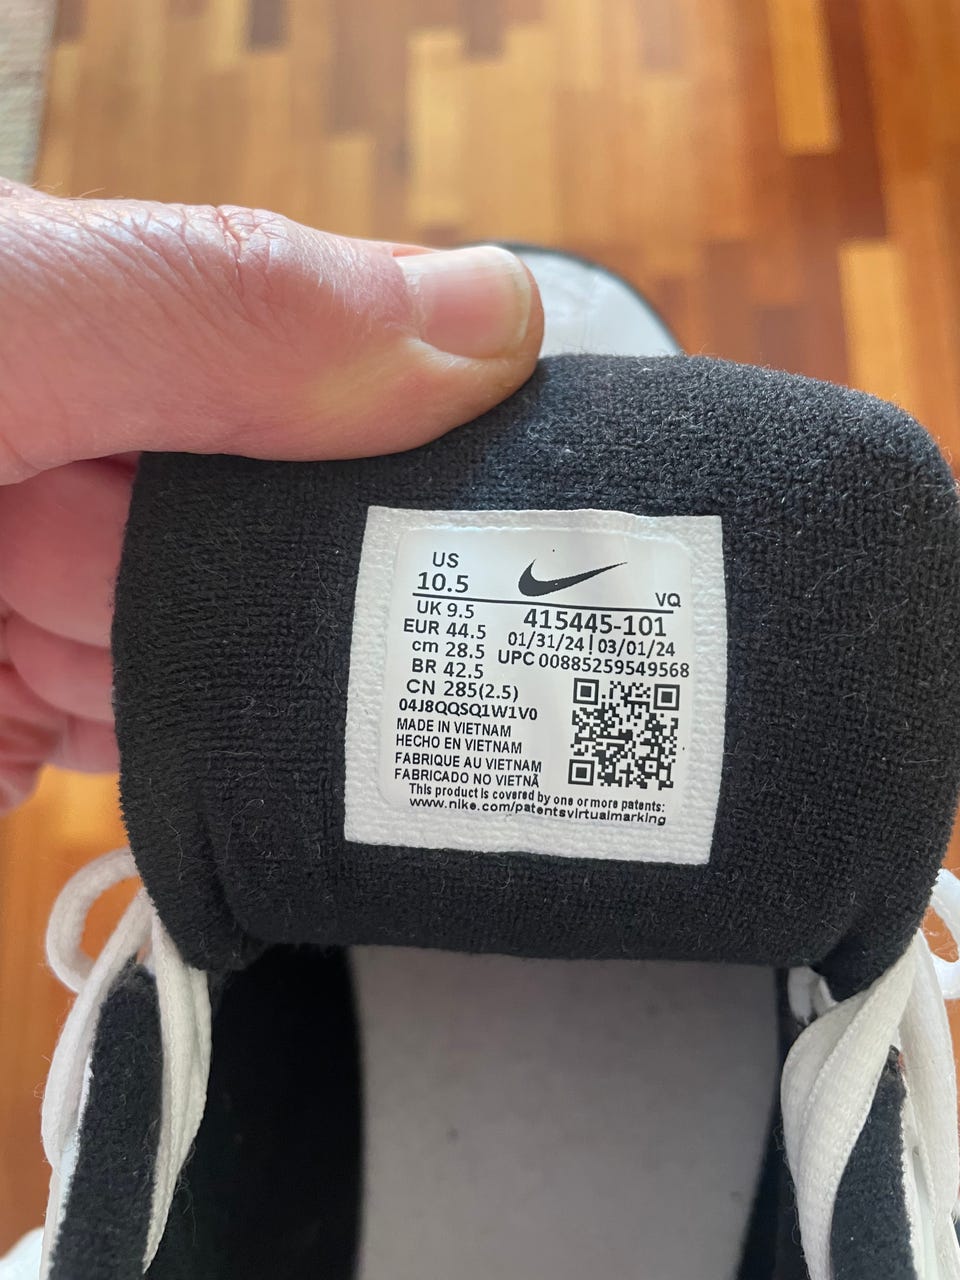 US
10.5
VQ
UK 9.5
415445-101
EUR 44.5
01/31/24 | 03/01/24
cm 28.5
UPC 00885259549568
BR 42.5
CN 285(2.5)
04J8QQSQ1W1V0
MADE IN VIETNAM
HECHO EN VIETNAM
FABRIQUE AU VIETNAM
FABRICADO NO VIETNÃ
This product is covered by one or more patents:
www.nike.com/patentsvirtualmarking